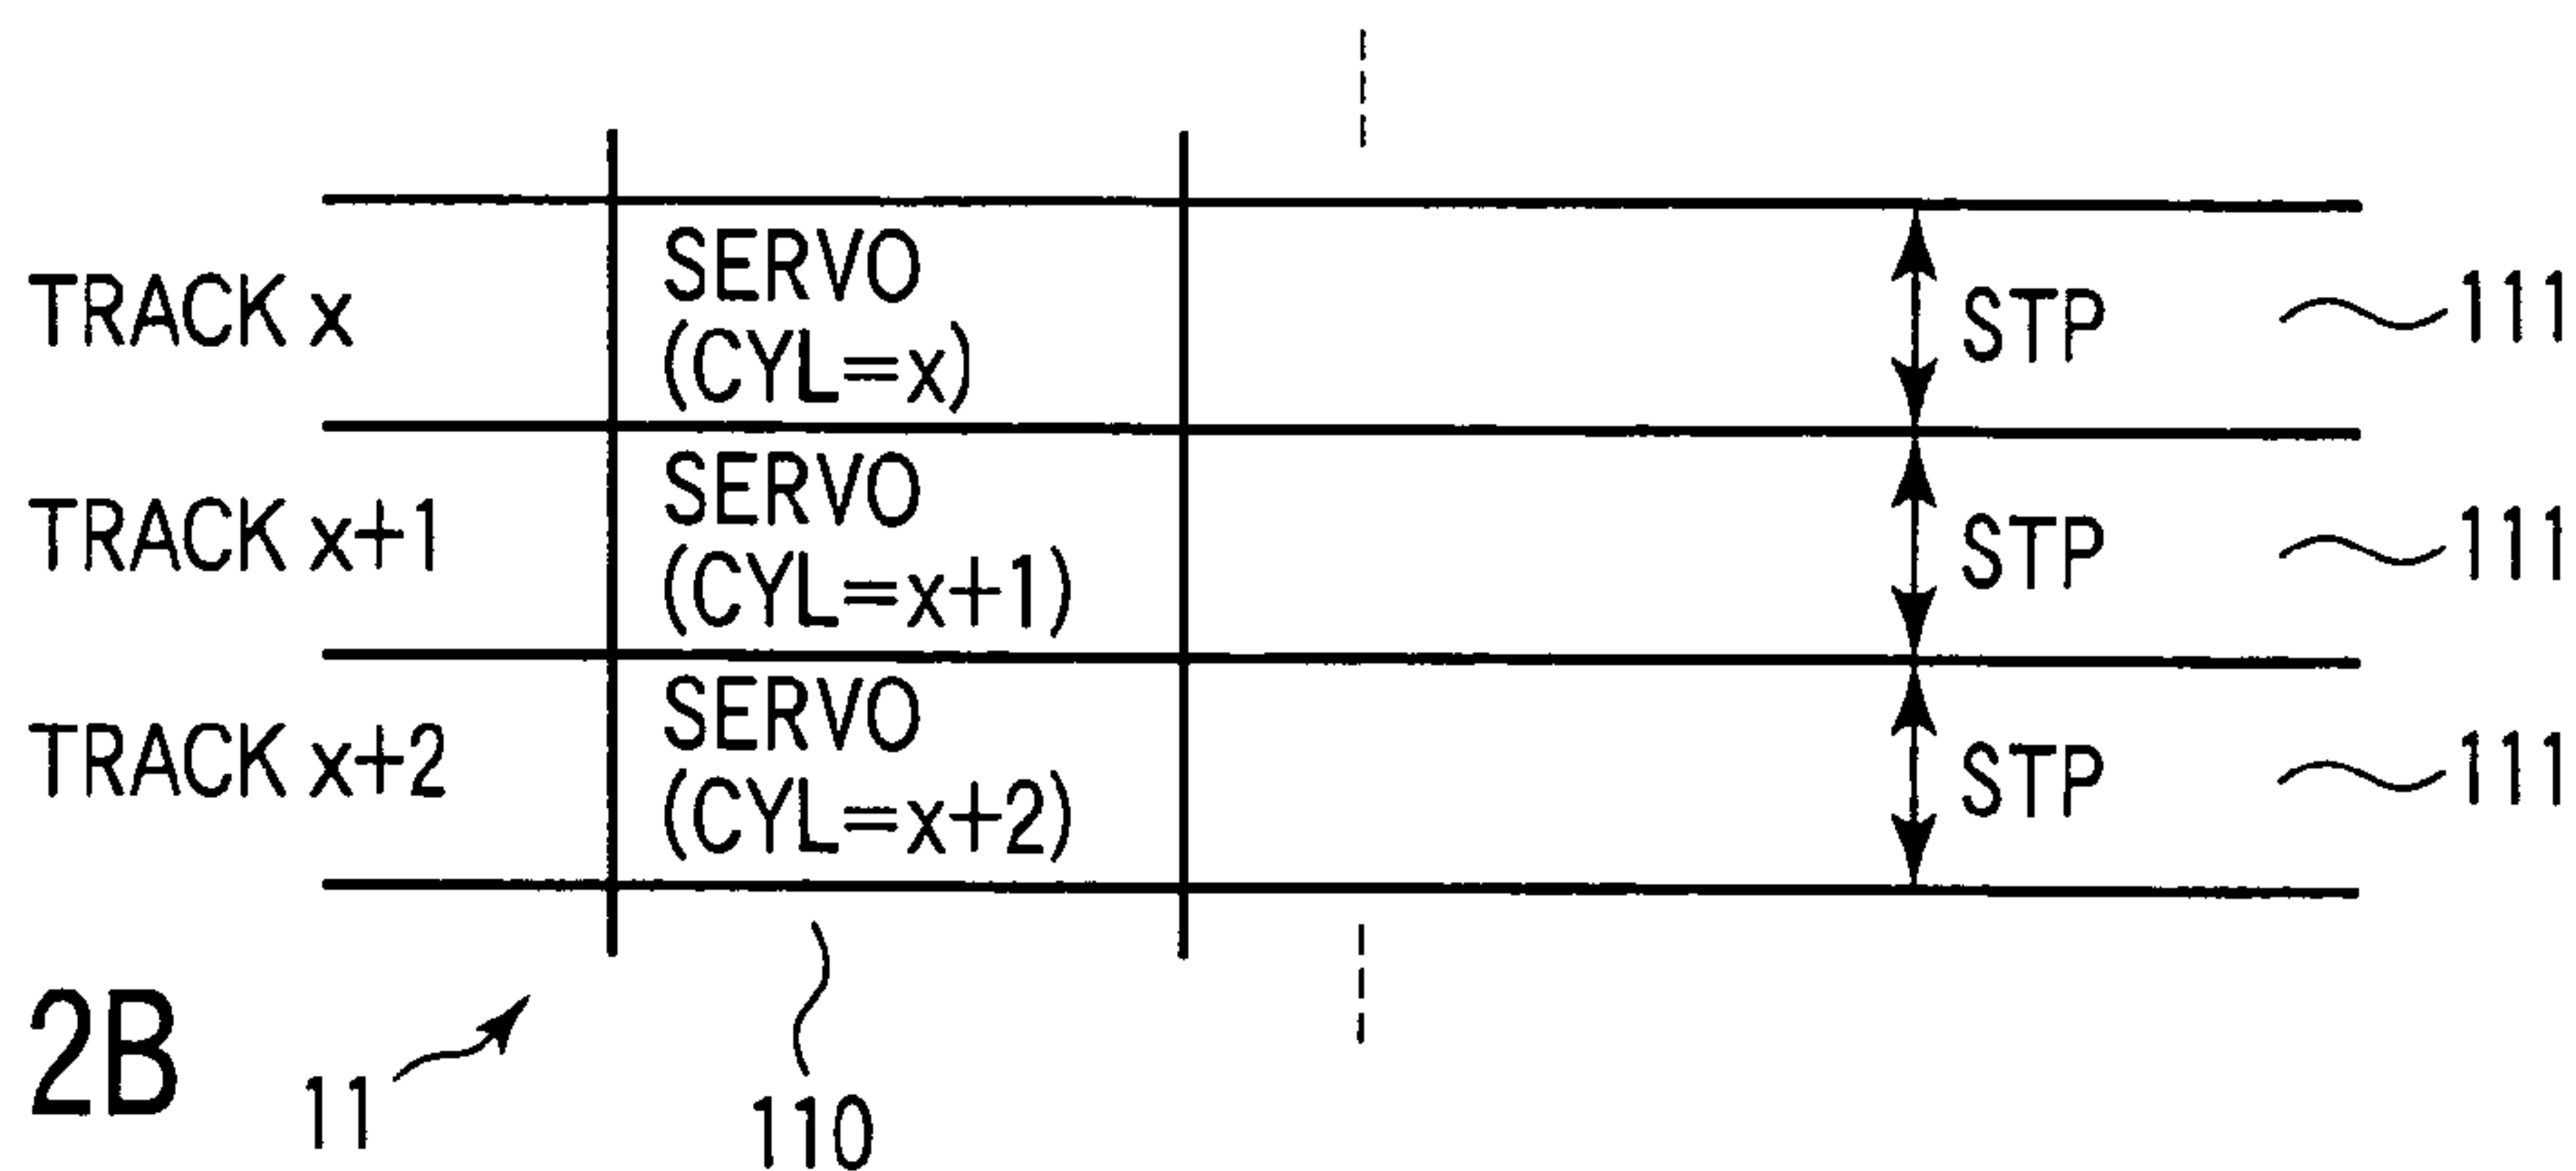 TRACK x
SERVO
(CYL=x)
STP
111
TRACK x+1
SERVO
(CYL=x+1)
STP
111
TRACK x+2
SERVO
(CYL=x+2)
STP
111
2B
11
110